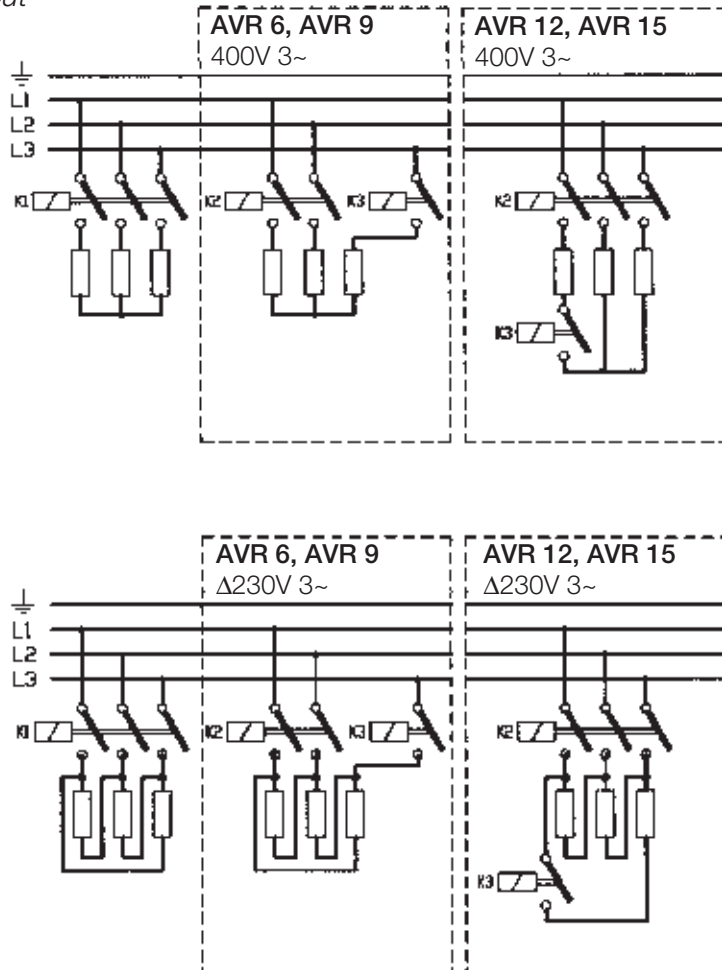 AVR 6, AVR 9
400V 3~
AVR 12, AVR 15
400V 3~
L1
L2
L3
K1
K2
K3
K2
K3
AVR 6, AVR 9
Δ230V 3~
AVR 12, AVR 15
Δ230V 3~
L1
L2
L3
K1
K2
K3
K2
K3